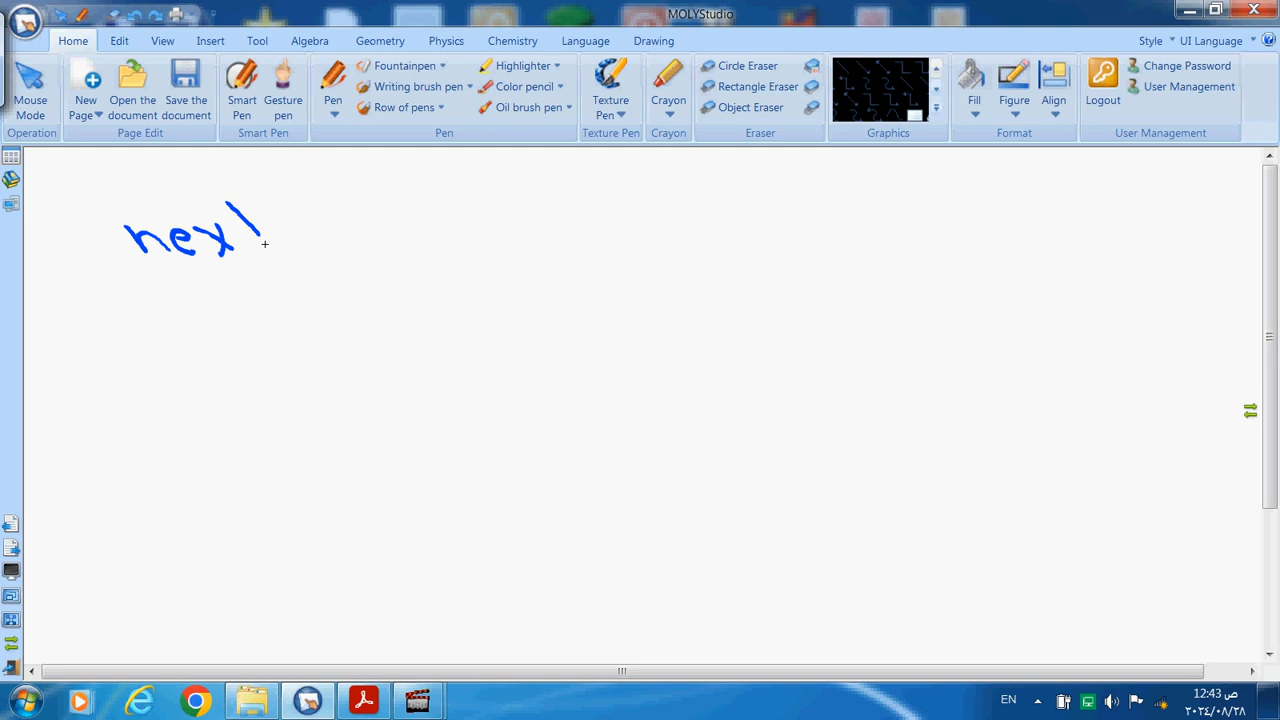 MOLYStudio
Home Edit View Insert Tool Algebra Geometry Physics Chemistry Language Drawing Style UI Language
Fountainpen Highlighter Circle Eraser Change Password
Writing brush pen Color pencil Rectangle Eraser User Management
Row of pens Oil brush pen Object Eraser
Mouse Mode New Page Open the document Save the document Smart Pen Gesture pen Pen Texture Pen Crayon Fill Figure Align Logout
Operation Page Edit Smart Pen Pen Texture Pen Crayon Eraser Graphics Format User Management
nex
EN
12:43 ص
٢٠٢٤/٠٨/٢٨